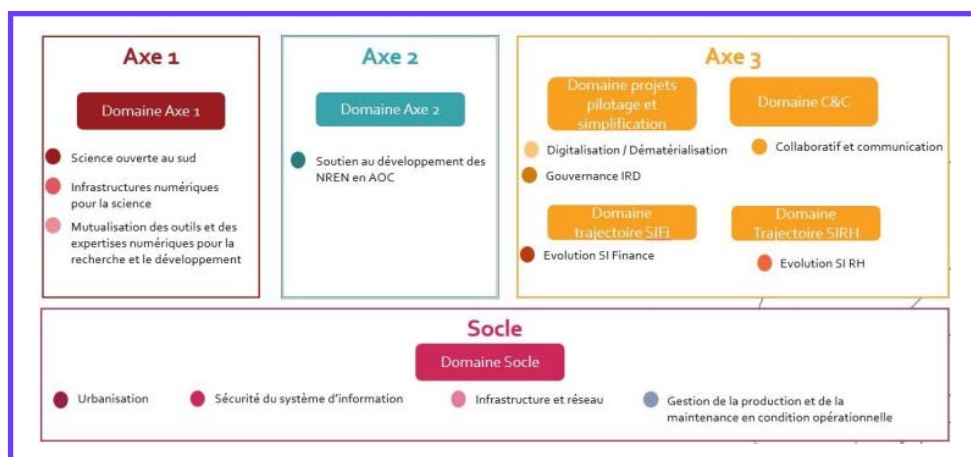 Axe 1
Domaine Axe 1
Science ouverte au sud
Infrastructures numériques
pour la science
Mutualisation des outils et des
expertises numériques pour la
recherche et le développement
Axe 2
Domaine Axe 2
Soutien au développement des
NREN en AOC
Axe 3
Domaine projets
pilotage et
simplification
Domaine C&C
Digitalisation / Dématérialisation
Collaboratif et communication
Gouvernance IRD
Domaine
trajectoire SIFi
Domaine
Trajectoire SIRH
Evolution SI Finance
Evolution SI RH
Socle
Domaine Socle
Urbanisation
Sécurité du système d'information
Infrastructure et réseau
Gestion de la production et de la
maintenance en condition opérationnelle